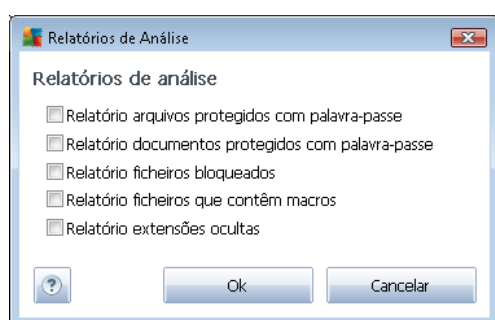 Relatórios de Análise
Relatórios de análise
Relatório arquivos protegidos com palavra-passe
Relatório documentos protegidos com palavra-passe
Relatório ficheiros bloqueados
Relatório ficheiros que contêm macros
Relatório extensões ocultas
?
Ok
Cancelar